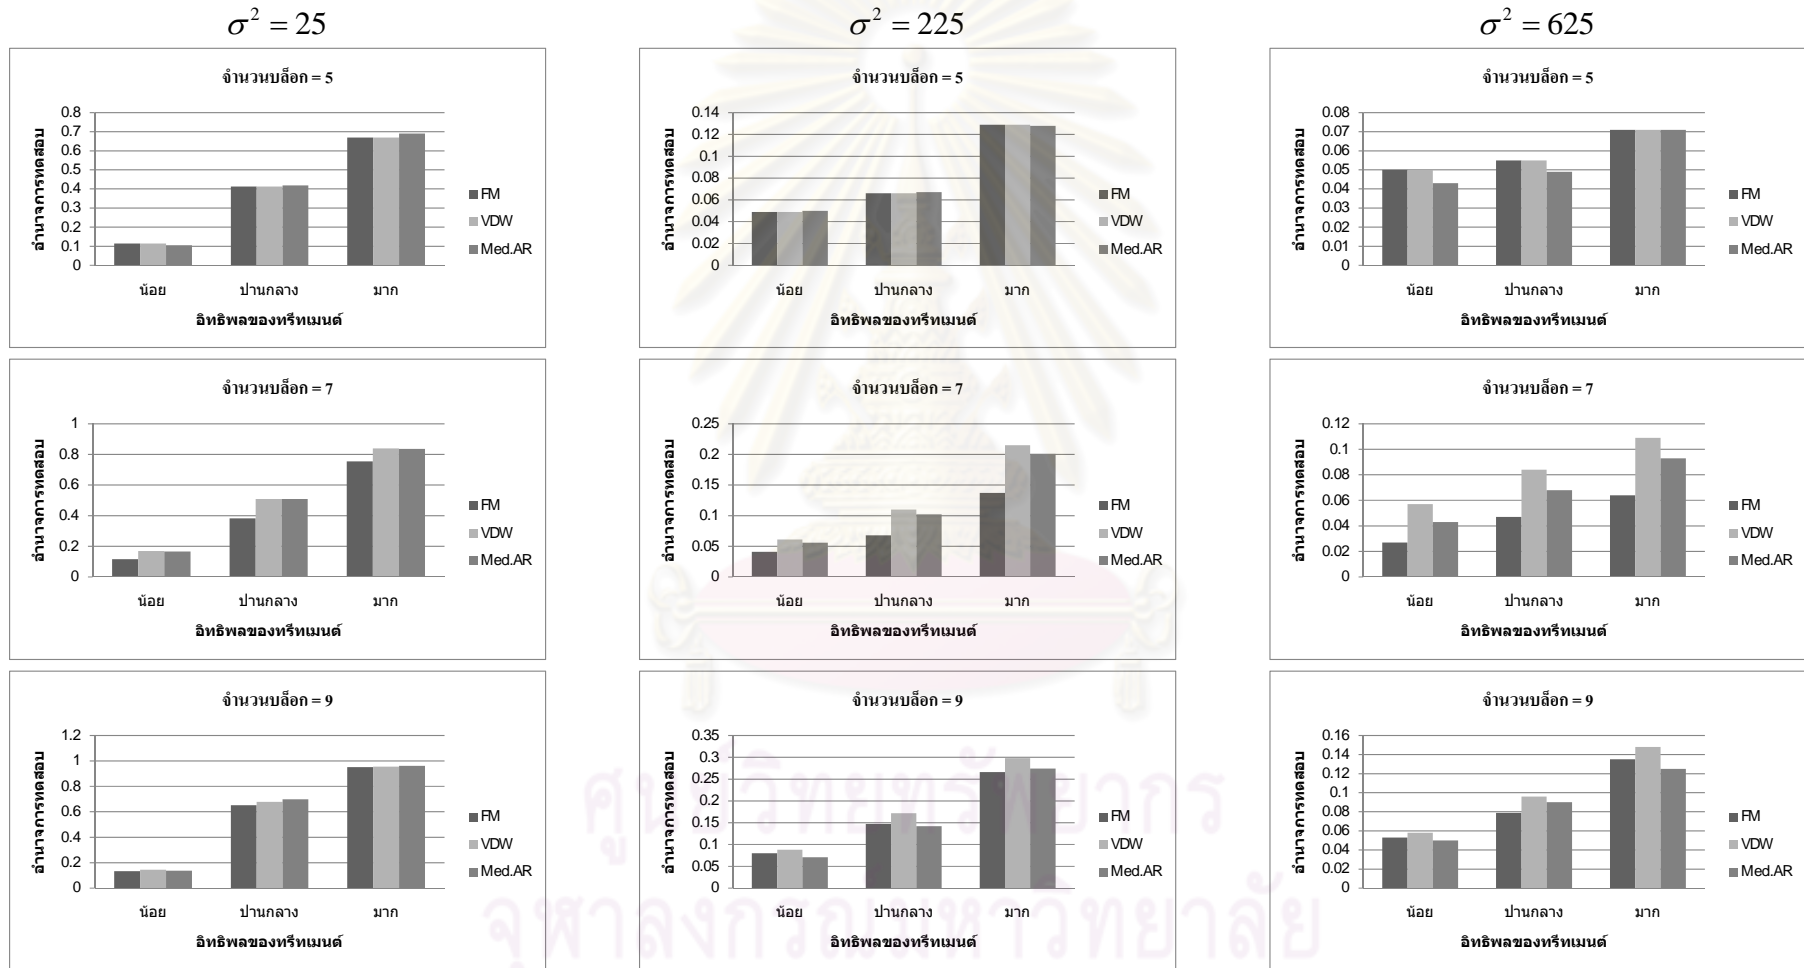 σ² = 25
σ² = 225
σ² = 625
จำนวนบล็อก = 5
อำนาจการทดสอบ
0.8
0.7
0.6
0.5
0.4
0.3
0.2
0.1
0
น้อย ปานกลาง มาก
อิทธิพลของทรีทเมนต์
FM
VDW
Med.AR
จำนวนบล็อก = 5
อำนาจการทดสอบ
0.14
0.12
0.1
0.08
0.06
0.04
0.02
0
น้อย ปานกลาง มาก
อิทธิพลของทรีทเมนต์
FM
VDW
Med.AR
จำนวนบล็อก = 5
อำนาจการทดสอบ
0.08
0.07
0.06
0.05
0.04
0.03
0.02
0.01
0
น้อย ปานกลาง มาก
อิทธิพลของทรีทเมนต์
FM
VDW
Med.AR
จำนวนบล็อก = 7
อำนาจการทดสอบ
1
0.8
0.6
0.4
0.2
0
น้อย ปานกลาง มาก
อิทธิพลของทรีทเมนต์
FM
VDW
Med.AR
จำนวนบล็อก = 7
อำนาจการทดสอบ
0.25
0.2
0.15
0.1
0.05
0
น้อย ปานกลาง มาก
อิทธิพลของทรีทเมนต์
FM
VDW
Med.AR
จำนวนบล็อก = 7
อำนาจการทดสอบ
0.12
0.1
0.08
0.06
0.04
0.02
0
น้อย ปานกลาง มาก
อิทธิพลของทรีทเมนต์
FM
VDW
Med.AR
จำนวนบล็อก = 9
อำนาจการทดสอบ
1.2
1
0.8
0.6
0.4
0.2
0
น้อย ปานกลาง มาก
อิทธิพลของทรีทเมนต์
FM
VDW
Med.AR
จำนวนบล็อก = 9
อำนาจการทดสอบ
0.35
0.3
0.25
0.2
0.15
0.1
0.05
0
น้อย ปานกลาง มาก
อิทธิพลของทรีทเมนต์
FM
VDW
Med.AR
จำนวนบล็อก = 9
อำนาจการทดสอบ
0.16
0.14
0.12
0.1
0.08
0.06
0.04
0.02
0
น้อย ปานกลาง มาก
อิทธิพลของทรีทเมนต์
FM
VDW
Med.AR
ศูนย์วิทยทรัพยากร
จุฬาลงกรณ์มหาวิทยาลัย